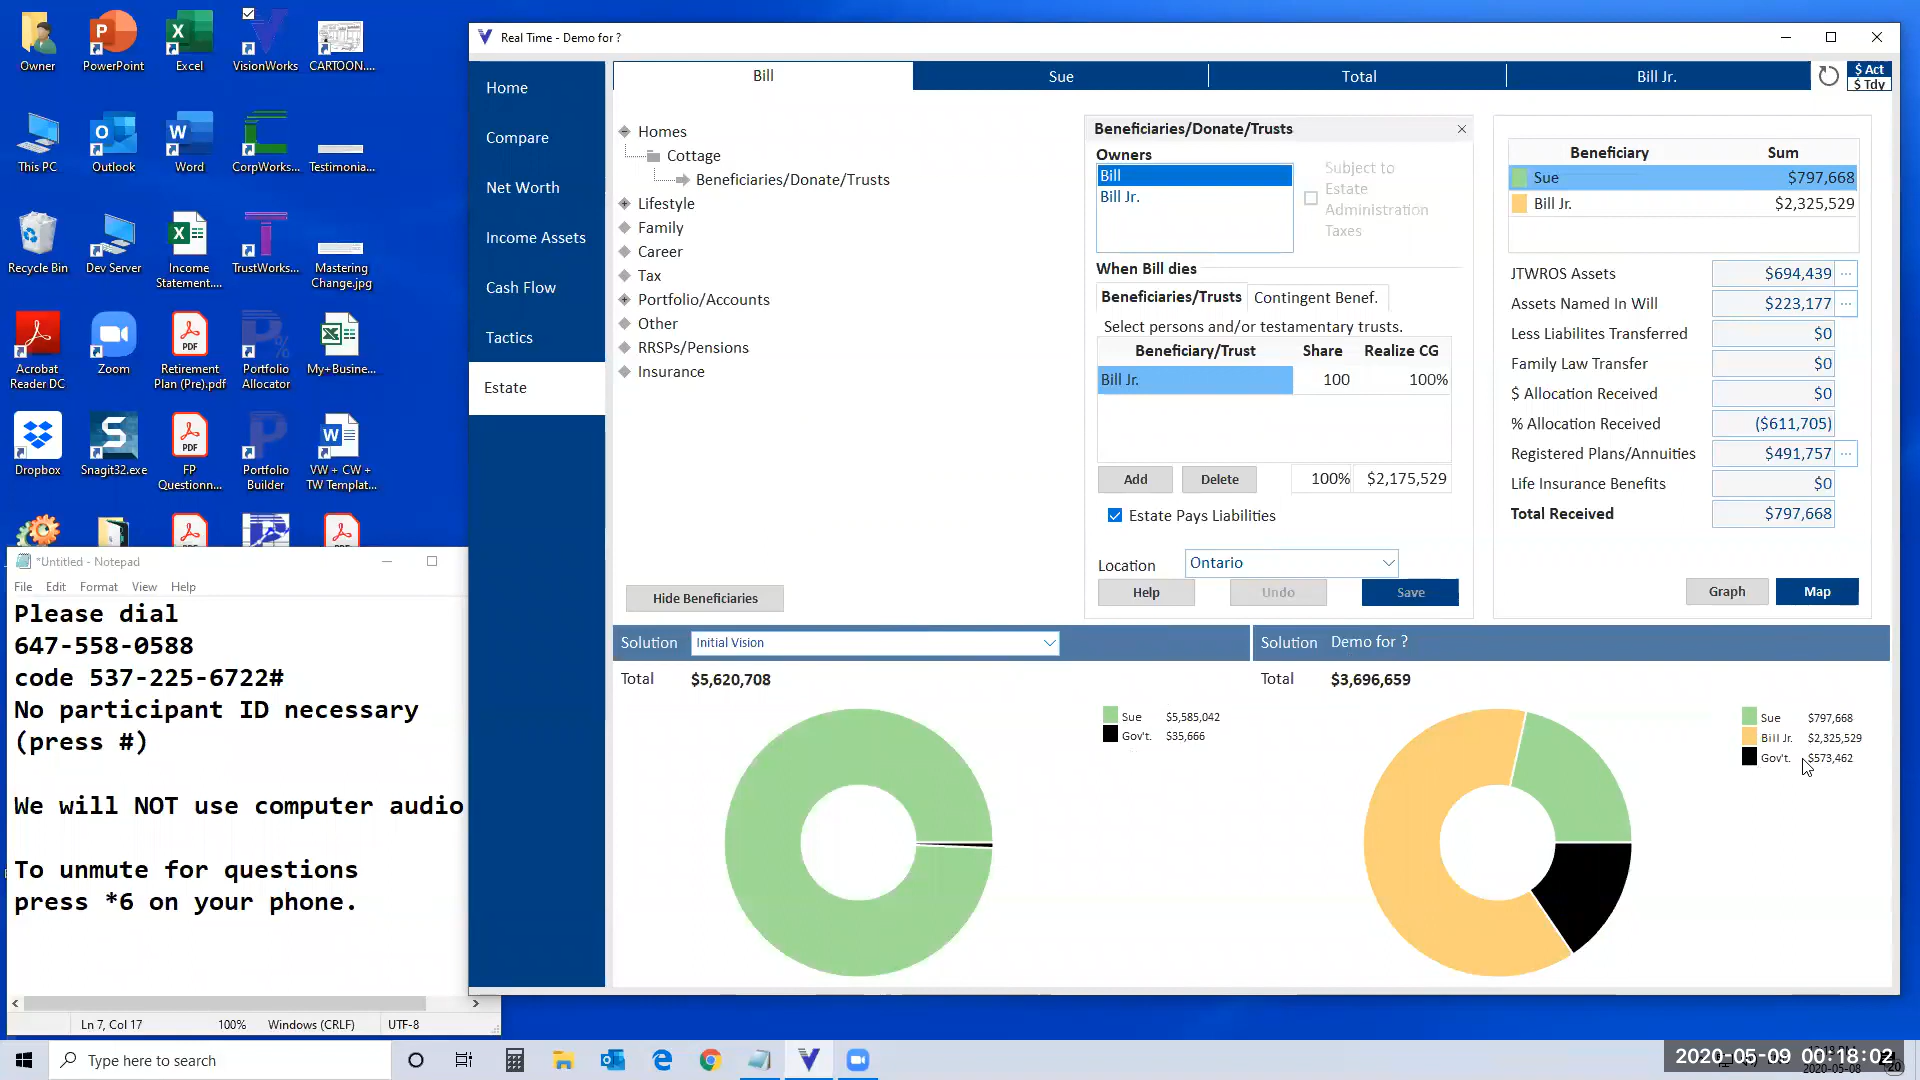 Owner
PowerPoint
Excel
VisionWorks
CARTOON....
This PC
Outlook
Word
CorpWorks...
Testimonia...
Recycle Bin
Dev Server
Income
Statement....
TrustWorks...
Mastering
Change.jpg
Acrobat
Reader DC
Zoom
Retirement
Plan (Pre).pdf
Portfolio
Allocator
My+Busine...
Dropbox
Snagit32.exe
FP
Questionn...
Portfolio
Builder
VW + CW +
TW Templat...
*Untitled - Notepad
File Edit Format View Help
Please dial
647-558-0588
code 537-225-6722#
No participant ID necessary
(press #)
We will NOT use computer audio
To unmute for questions
press *6 on your phone.
Ln 7, Col 17 100% Windows (CRLF) UTF-8
Real Time - Demo for ?
Home
Compare
Net Worth
Income Assets
Cash Flow
Tactics
Estate
Bill Sue Total Bill Jr.
$ Act
$ Tdy
Homes
Cottage
Beneficiaries/Donate/Trusts
Lifestyle
Family
Career
Tax
Portfolio/Accounts
Other
RRSPs/Pensions
Insurance
Hide Beneficiaries
Beneficiaries/Donate/Trusts
Owners
Bill
Bill Jr.
Subject to
Estate
Administration
Taxes
When Bill dies
Beneficiaries/Trusts Contingent Benef.
Select persons and/or testamentary trusts.
Beneficiary/Trust Share Realize CG
Bill Jr. 100 100%
Add Delete 100% $2,175,529
Estate Pays Liabilities
Location Ontario
Help Undo Save
Beneficiary Sum
Sue $797,668
Bill Jr. $2,325,529
JTWROS Assets $694,439 ...
Assets Named In Will $223,177 ...
Less Liabilites Transferred $0
Family Law Transfer $0
$ Allocation Received $0
% Allocation Received ($611,705)
Registered Plans/Annuities $491,757 ...
Life Insurance Benefits $0
Total Received $797,668
Graph Map
Solution Initial Vision
Total $5,620,708
Sue $5,585,042
Gov't. $35,666
Solution Demo for ?
Total $3,696,659
Sue $797,668
Bill Jr. $2,325,529
Gov't. $573,462
Type here to search
2020-05-09 00:18:02
2020-05-08